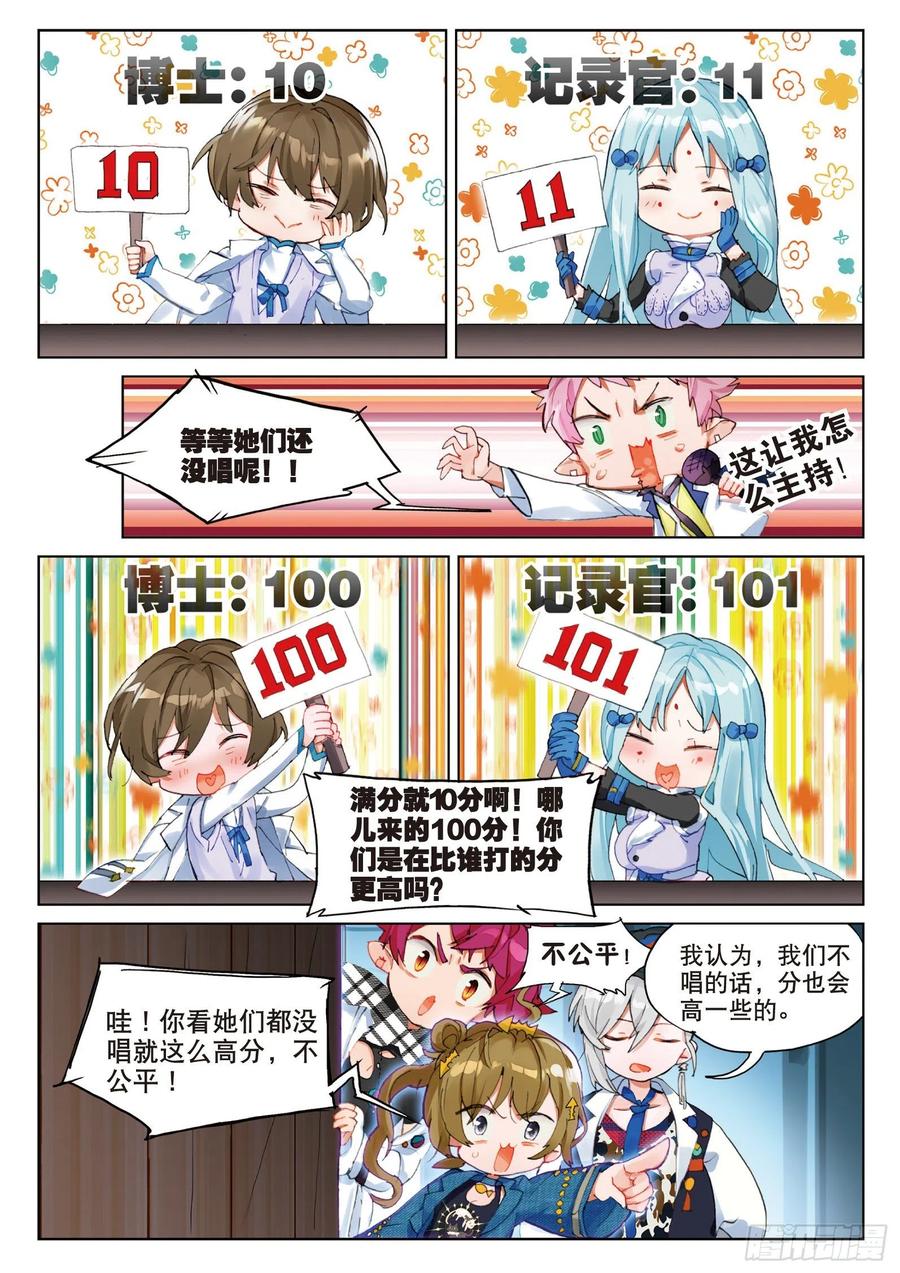 博士：10
10
记录官：11
11
等等她们还
没唱呢！！
这让我怎
么主持！
博士：100
100
记录官：101
101
满分就10分啊！哪
儿来的100分！你
们是在比谁打的分
更高吗？
不公平！
我认为，我们不
唱的话，分也会
高一些的。
哇！你看她们都没
唱就这么高分，不
公平！
腾讯动漫